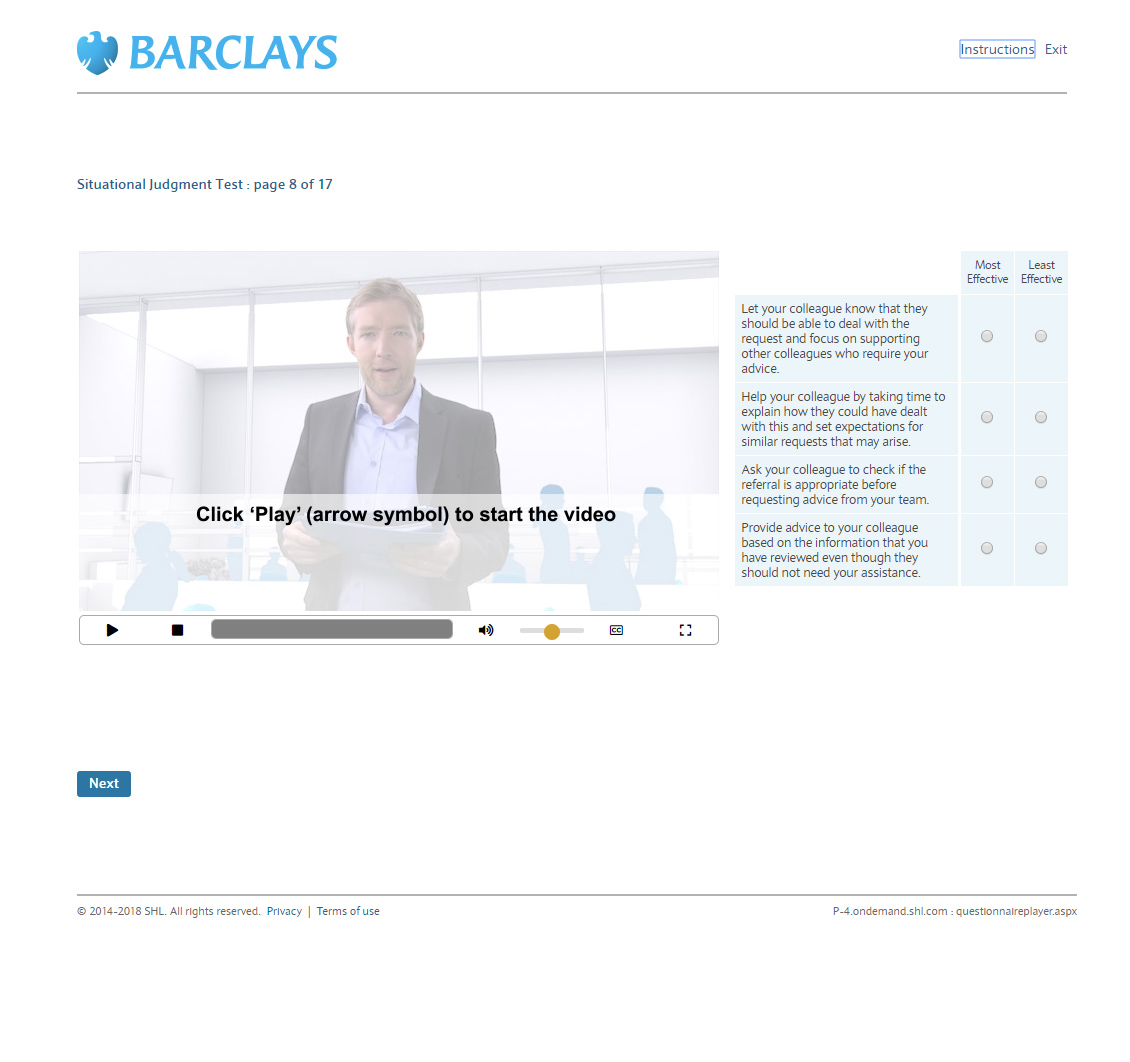 BARCLAYS
Instructions Exit
Situational Judgment Test : page 8 of 17
Click ‘Play’ (arrow symbol) to start the video
CC
Most
Effective
Least
Effective
Let your colleague know that they
should be able to deal with the
request and focus on supporting
other colleagues who require your
advice.
Help your colleague by taking time to
explain how they could have dealt
with this and set expectations for
similar requests that may arise.
Ask your colleague to check if the
referral is appropriate before
requesting advice from your team.
Provide advice to your colleague
based on the information that you
have reviewed even though they
should not need your assistance.
Next
© 2014-2018 SHL. All rights reserved. Privacy | Terms of use
P-4.ondemand.shl.com : questionnaireplayer.aspx